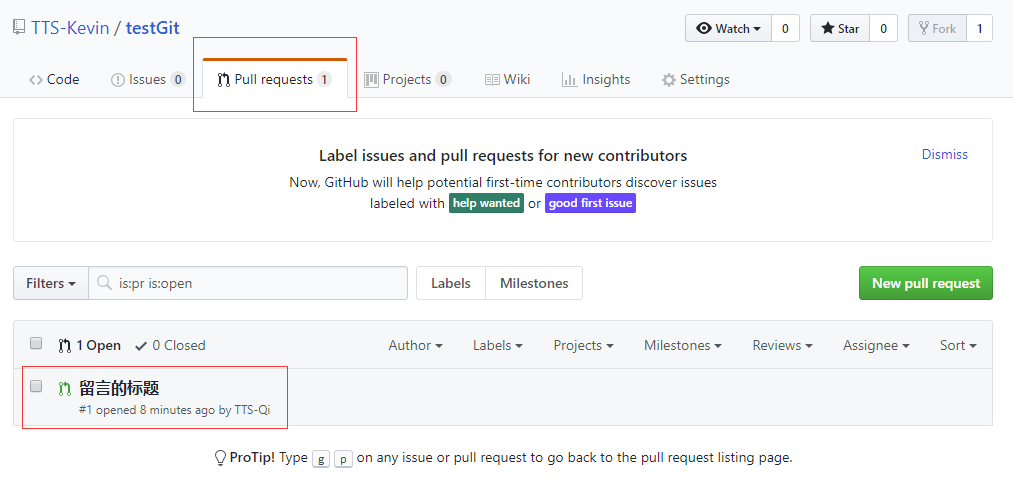 TTS-Kevin / testGit
Watch 0 Star 0 Fork 1
Code Issues 0 Pull requests 1 Projects 0 Wiki Insights Settings
Label issues and pull requests for new contributors
Dismiss
Now, GitHub will help potential first-time contributors discover issues
labeled with help wanted or good first issue
Filters is:pr is:open Labels Milestones New pull request
1 Open 0 Closed Author Labels Projects Milestones Reviews Assignee Sort
留言的标题
#1 opened 8 minutes ago by TTS-Qi
ProTip! Type g p on any issue or pull request to go back to the pull request listing page.